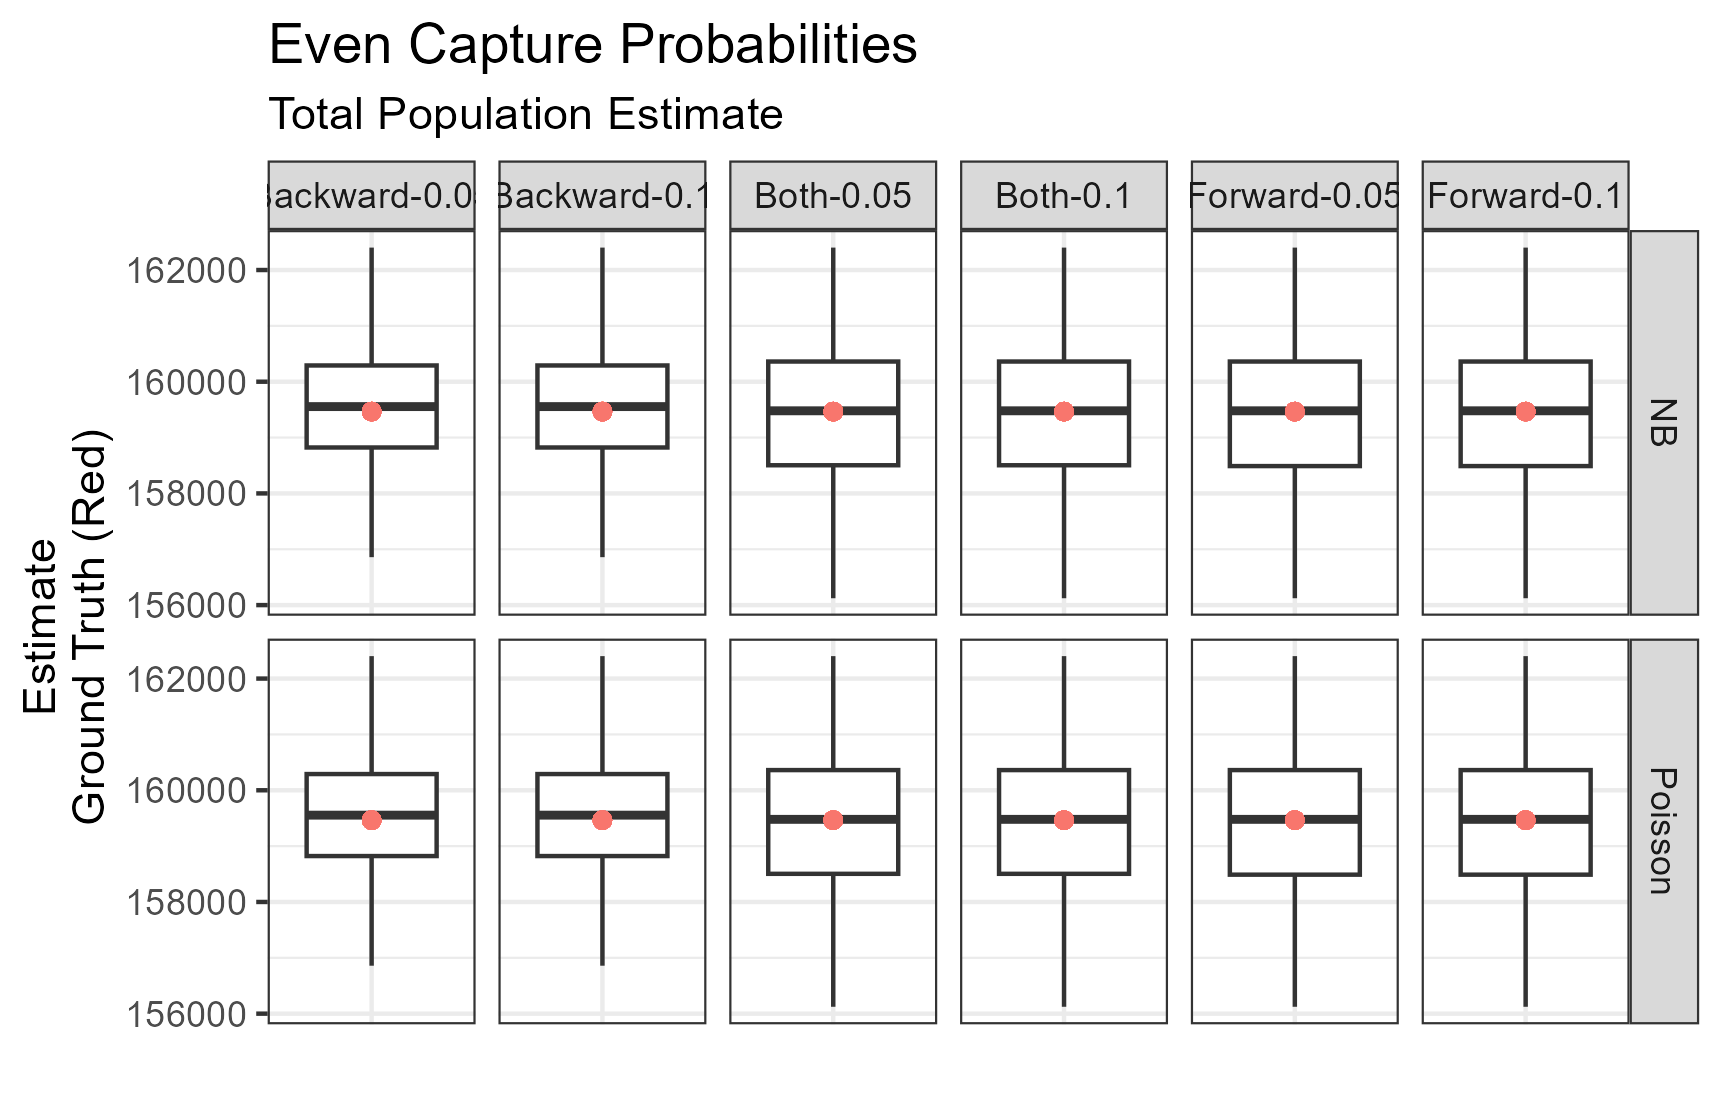 Even Capture Probabilities
Total Population Estimate
Backward-0.05 Backward-0.1 Both-0.05 Both-0.1 Forward-0.05 Forward-0.1
162000
160000
158000
156000
NB
162000
160000
158000
156000
Poisson
Estimate
Ground Truth (Red)